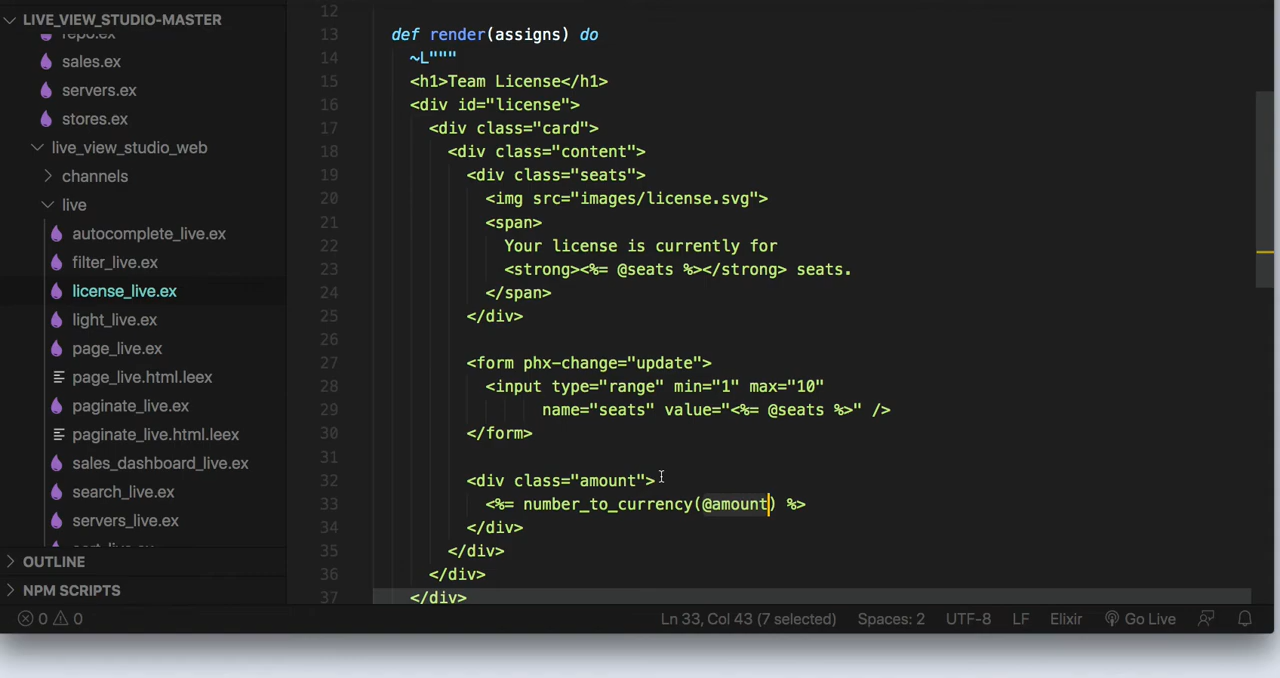 LIVE_VIEW_STUDIO-MASTER
repo.ex
sales.ex
servers.ex
stores.ex
live_view_studio_web
channels
live
autocomplete_live.ex
filter_live.ex
license_live.ex
light_live.ex
page_live.ex
page_live.html.leex
paginate_live.ex
paginate_live.html.leex
sales_dashboard_live.ex
search_live.ex
servers_live.ex
OUTLINE
NPM SCRIPTS
12
13 def render(assigns) do
14 ~L"""
15 <h1>Team License</h1>
16 <div id="license">
17 <div class="card">
18 <div class="content">
19 <div class="seats">
20 <img src="images/license.svg">
21 <span>
22 Your license is currently for
23 <strong><%= @seats %></strong> seats.
24 </span>
25 </div>
26
27 <form phx-change="update">
28 <input type="range" min="1" max="10"
29 name="seats" value="<%= @seats %>" />
30 </form>
31
32 <div class="amount">
33 <%= number_to_currency(@amount) %>
34 </div>
35 </div>
36 </div>
37 </div>
0 0 Ln 33, Col 43 (7 selected) Spaces: 2 UTF-8 LF Elixir Go Live